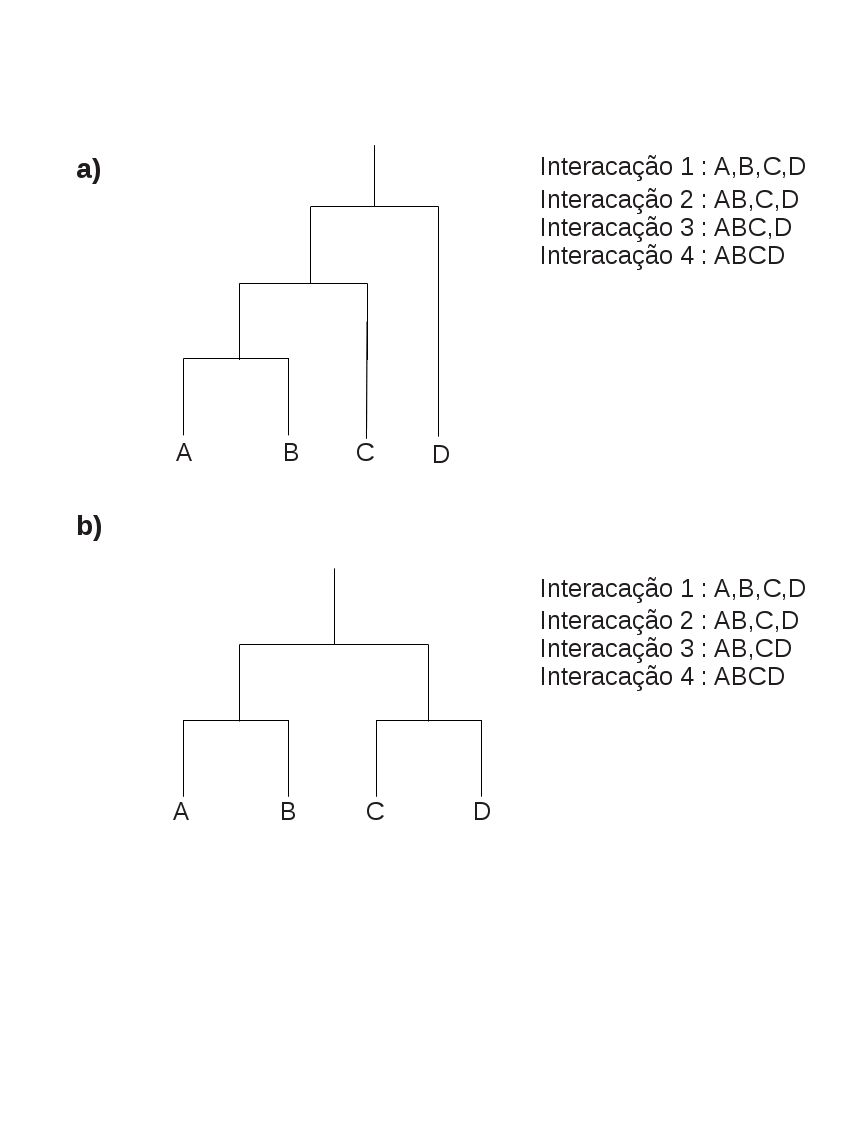 a)
Interacação 1 : A,B,C,D
Interacação 2 : AB,C,D
Interacação 3 : ABC,D
Interacação 4 : ABCD
A B C D
b)
Interacação 1 : A,B,C,D
Interacação 2 : AB,C,D
Interacação 3 : AB,CD
Interacação 4 : ABCD
A B C D